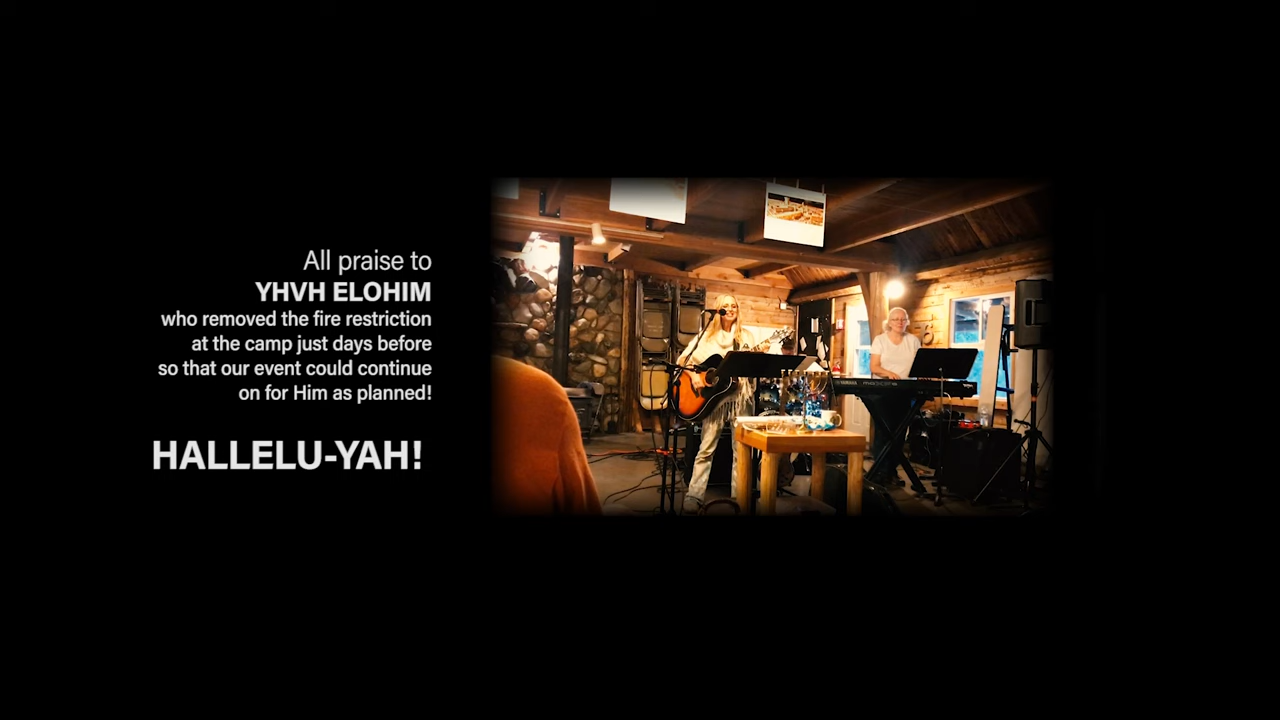 All praise to
YHVH ELOHIM
who removed the fire restriction
at the camp just days before
so that our event could continue
on for Him as planned!
HALLELU-YAH!
YAMAHA